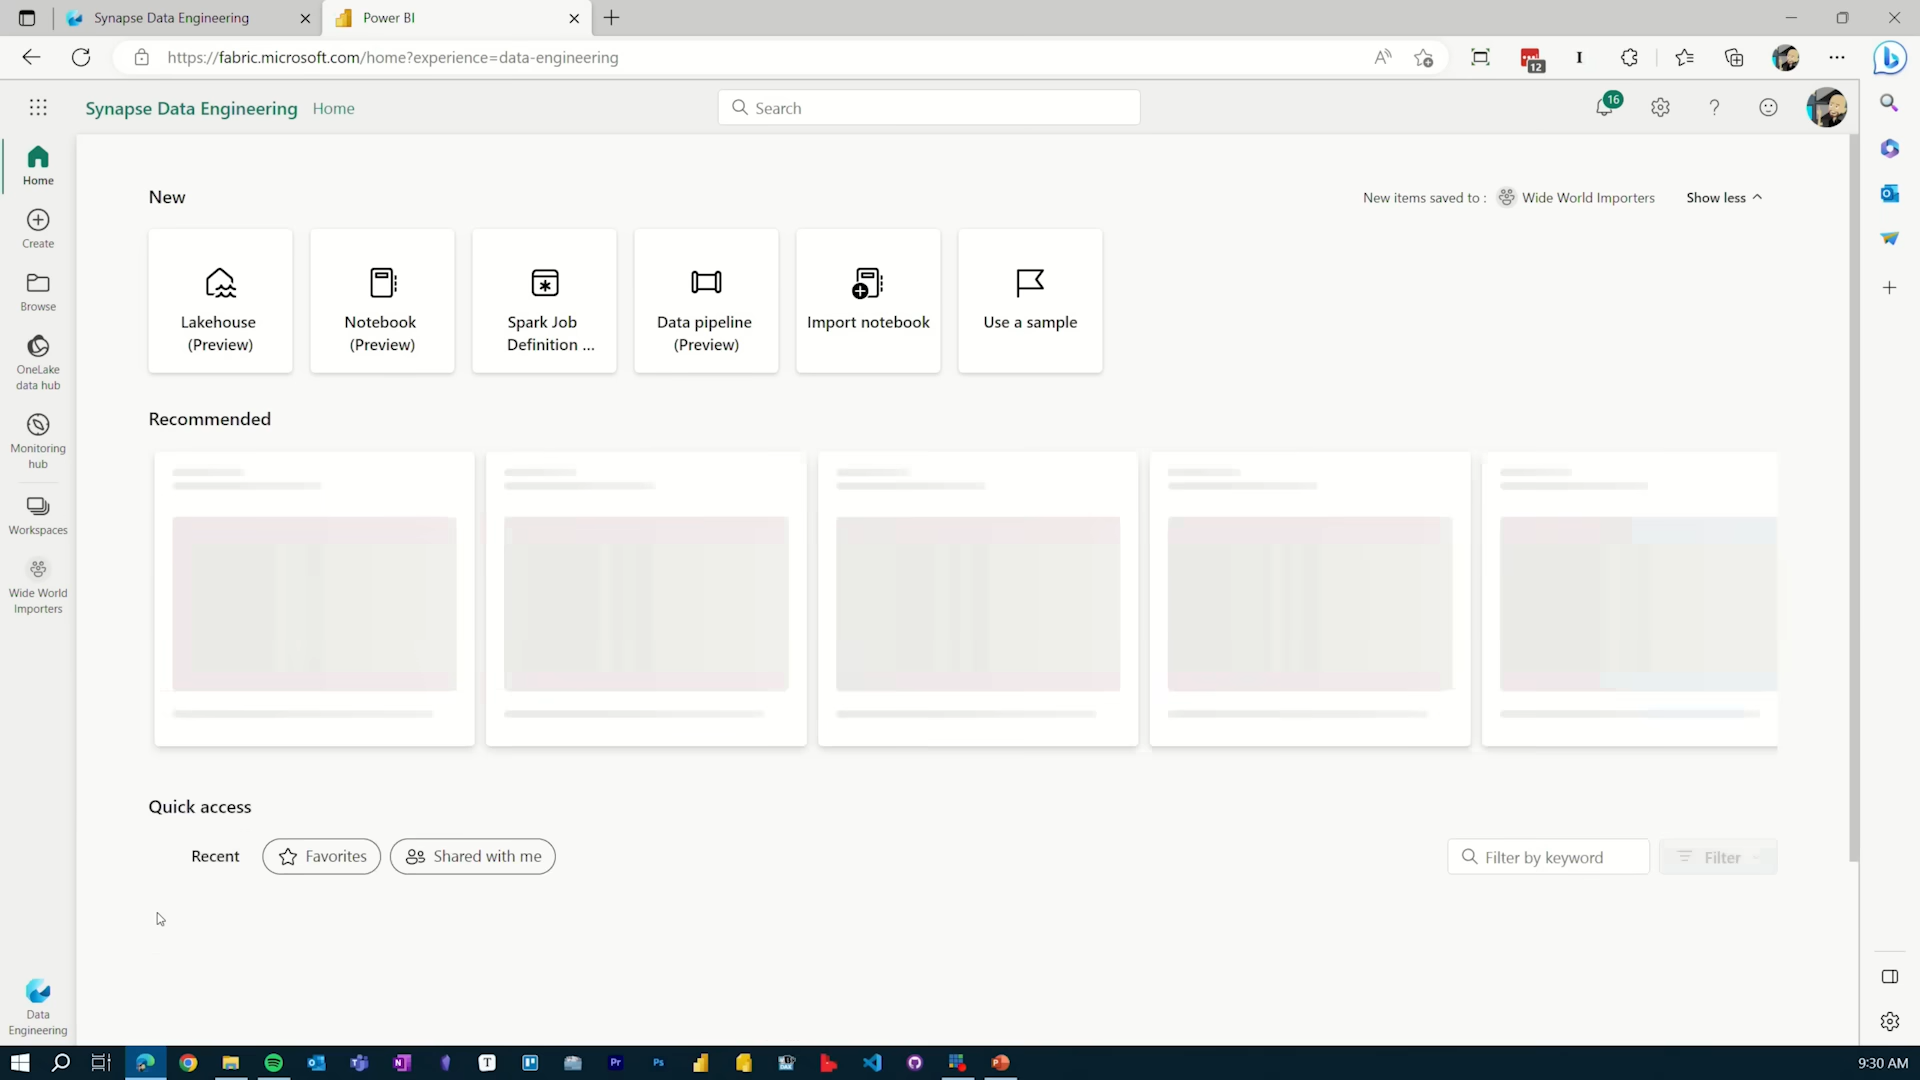 Synapse Data Engineering
Power BI
https://fabric.microsoft.com/home?experience=data-engineering
12
Synapse Data Engineering Home
Search
16
Home
Create
Browse
OneLake
data hub
Monitoring
hub
Workspaces
Wide World
Importers
Data
Engineering
New
New items saved to : Wide World Importers
Show less
Lakehouse
(Preview)
Notebook
(Preview)
Spark Job
Definition ...
Data pipeline
(Preview)
Import notebook
Use a sample
Recommended
Quick access
Recent
Favorites
Shared with me
Filter by keyword
Filter
9:30 AM